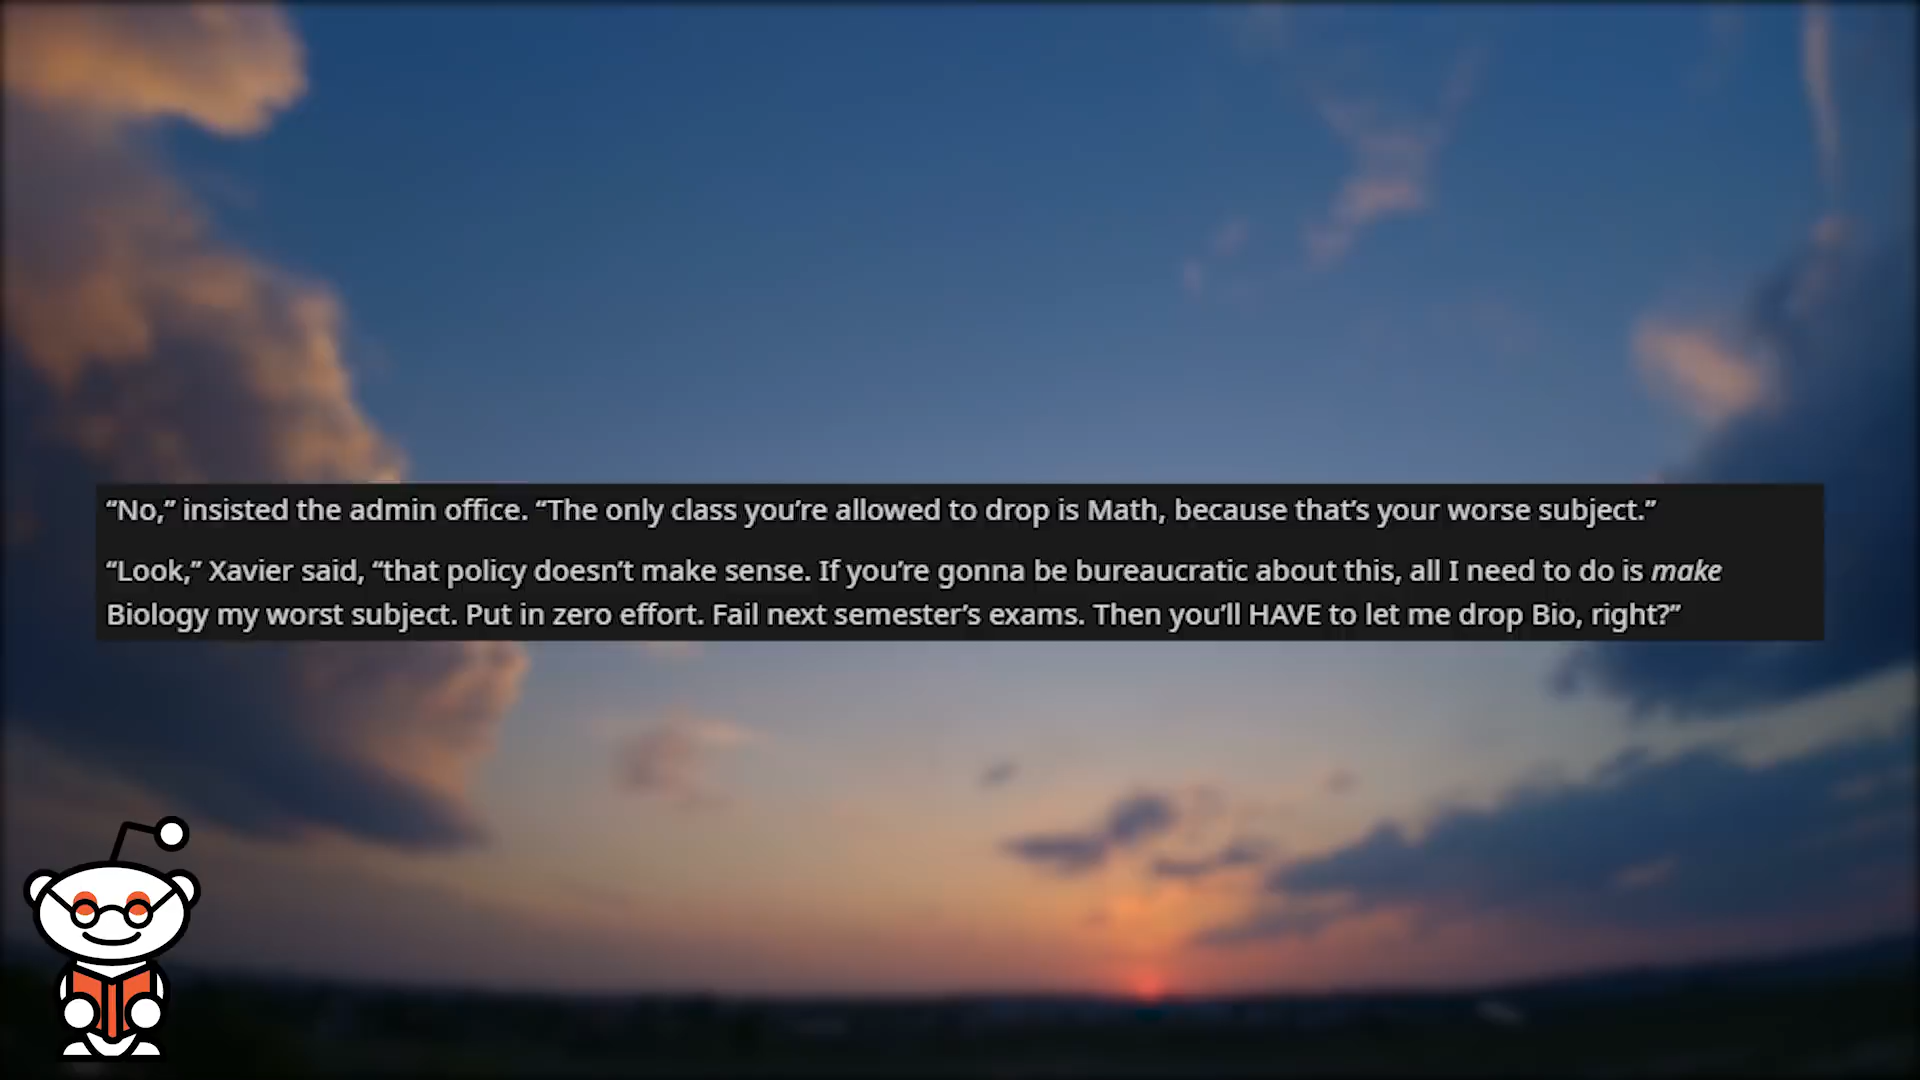 “No,” insisted the admin office. “The only class you’re allowed to drop is Math, because that’s your worse subject.”
“Look,” Xavier said, “that policy doesn’t make sense. If you’re gonna be bureaucratic about this, all I need to do is make
Biology my worst subject. Put in zero effort. Fail next semester’s exams. Then you’ll HAVE to let me drop Bio, right?”